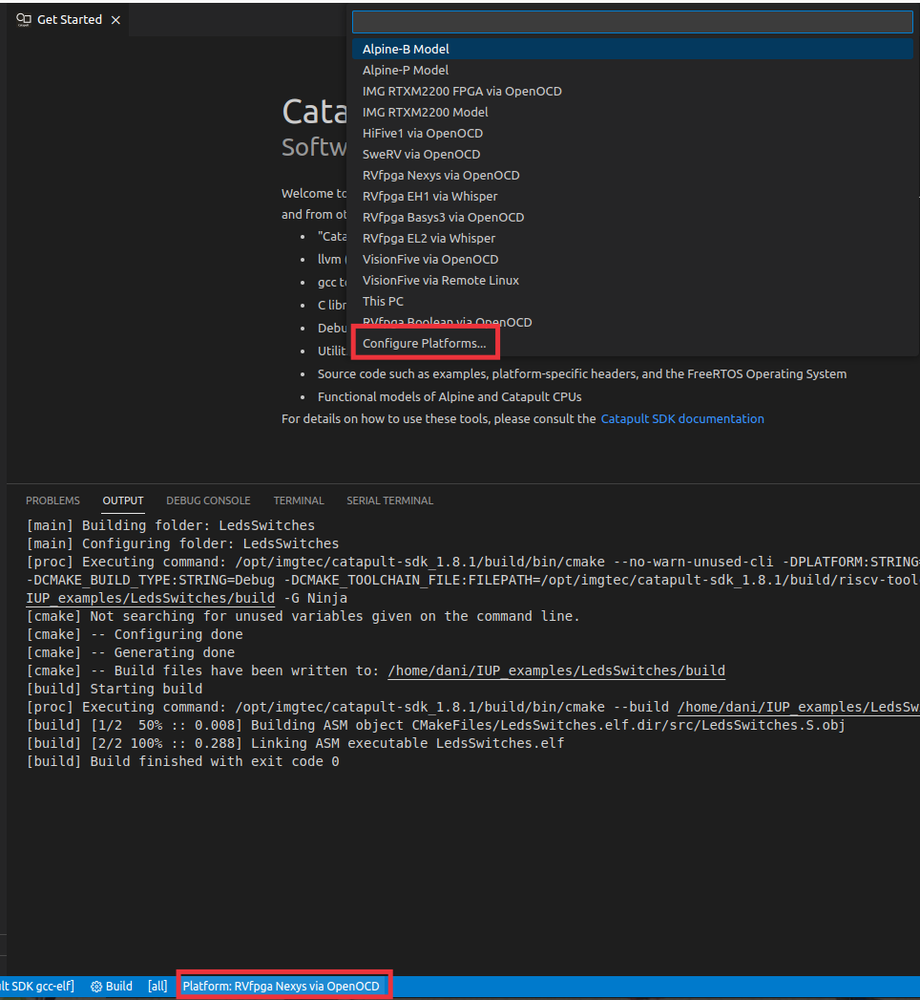 Get Started
Alpine-B Model
Alpine-P Model
IMG RTXM2200 FPGA via OpenOCD
IMG RTXM2200 Model
HiFive1 via OpenOCD
SweRV via OpenOCD
RVfpga Nexys via OpenOCD
RVfpga EH1 via Whisper
RVfpga Basys3 via OpenOCD
RVfpga EL2 via Whisper
VisionFive via OpenOCD
VisionFive via Remote Linux
This PC
RVfpga Boolean via OpenOCD
Configure Platforms...
Cata
Softw
Welcome to
and from ot
• "Cata
• llvm
• gcc to
• C libr
• Debu
• Utilit
• Source code such as examples, platform-specific headers, and the FreeRTOS Operating System
• Functional models of Alpine and Catapult CPUs
For details on how to use these tools, please consult the Catapult SDK documentation
PROBLEMS OUTPUT DEBUG CONSOLE TERMINAL SERIAL TERMINAL
[main] Building folder: LedsSwitches
[main] Configuring folder: LedsSwitches
[proc] Executing command: /opt/imgtec/catapult-sdk_1.8.1/build/bin/cmake --no-warn-unused-cli -DPLATFORM:STRING=
-DCMAKE_BUILD_TYPE:STRING=Debug -DCMAKE_TOOLCHAIN_FILE:FILEPATH=/opt/imgtec/catapult-sdk_1.8.1/build/riscv-tool
IUP_examples/LedsSwitches/build -G Ninja
[cmake] Not searching for unused variables given on the command line.
[cmake] -- Configuring done
[cmake] -- Generating done
[cmake] -- Build files have been written to: /home/dani/IUP_examples/LedsSwitches/build
[build] Starting build
[proc] Executing command: /opt/imgtec/catapult-sdk_1.8.1/build/bin/cmake --build /home/dani/IUP_examples/LedsSw
[build] [1/2  50% :: 0.008] Building ASM object CMakeFiles/LedsSwitches.elf.dir/src/LedsSwitches.S.obj
[build] [2/2 100% :: 0.288] Linking ASM executable LedsSwitches.elf
[build] Build finished with exit code 0
lt SDK gcc-elf] Build [all] Platform: RVfpga Nexys via OpenOCD